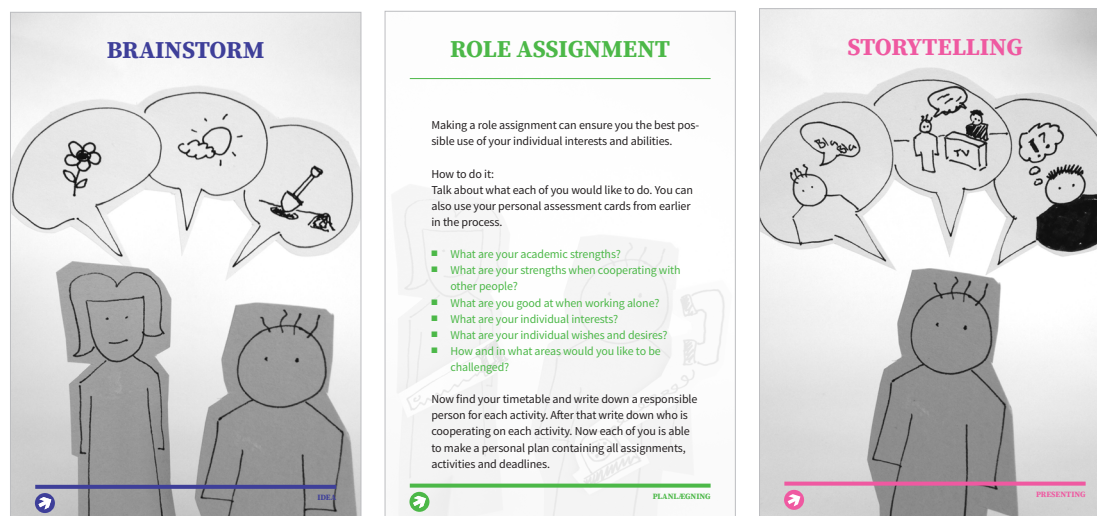 BRAINSTORM
IDEA
ROLE ASSIGNMENT
Making a role assignment can ensure you the best pos-
sible use of your individual interests and abilities.
How to do it:
Talk about what each of you would like to do. You can
also use your personal assessment cards from earlier
in the process.
What are your academic strengths?
What are your strengths when cooperating with
other people?
What are you good at when working alone?
What are your individual interests?
What are your individual wishes and desires?
How and in what areas would you like to be
challenged?
Now find your timetable and write down a responsible
person for each activity. After that write down who is
cooperating on each activity. Now each of you is able
to make a personal plan containing all assignments,
activities and deadlines.
PLANLÆGNING
STORYTELLING
TV
!?
PRESENTING